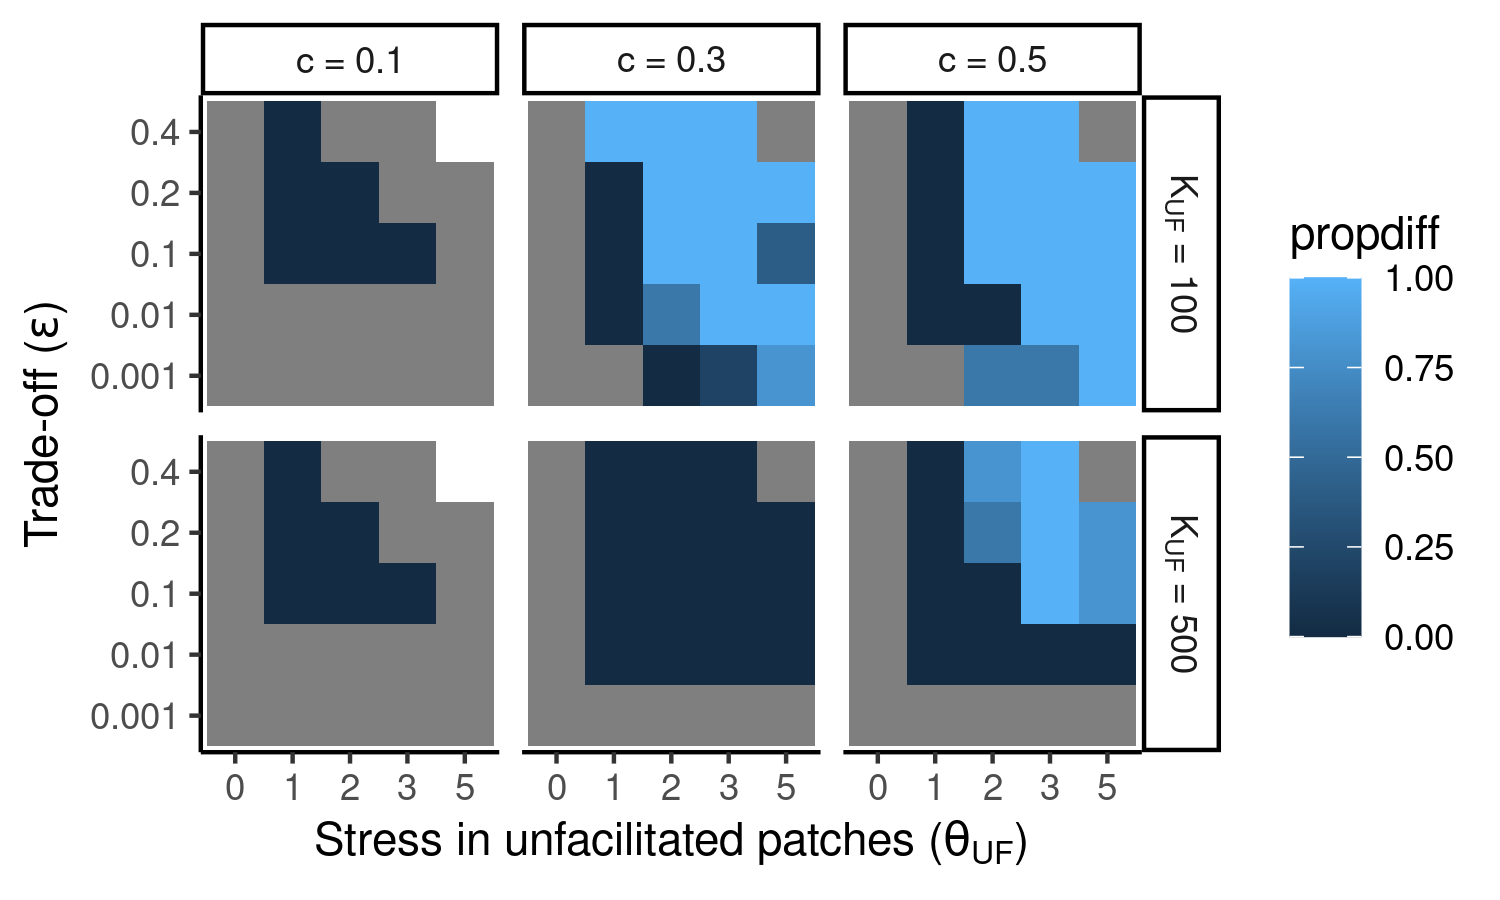 c = 0.1
c = 0.3
c = 0.5
0.4
0.2
0.1
0.01
0.001
K_UF = 100
0.4
0.2
0.1
0.01
0.001
K_UF = 500
Trade-off (ε)
0 1 2 3 5
0 1 2 3 5
0 1 2 3 5
Stress in unfacilitated patches (θ_UF)
propdiff
1.00
0.75
0.50
0.25
0.00